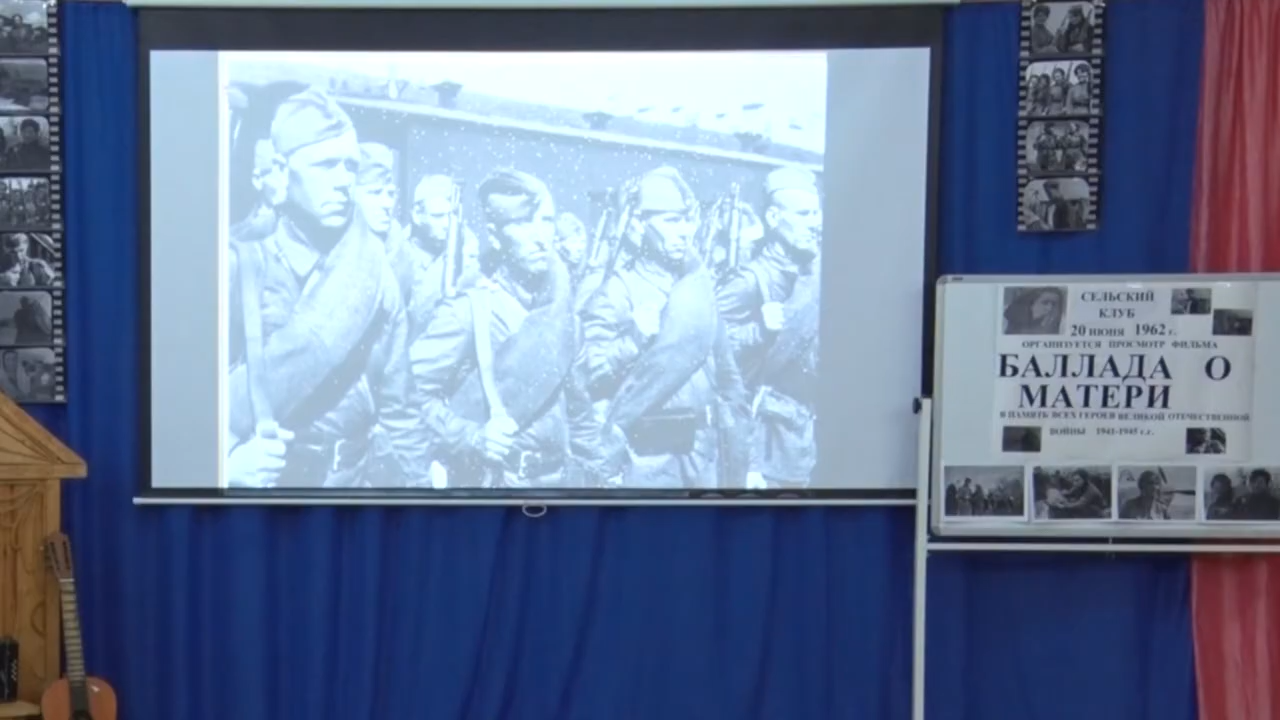 СЕЛЬСКИЙ
КЛУБ
20 июня 1962 г.
ОРГАНИЗУЕТСЯ ПРОСМОТР ФИЛЬМА
БАЛЛАДА О
МАТЕРИ
В ПАМЯТЬ ВСЕХ ГЕРОЕВ ВЕЛИКОЙ ОТЕЧЕСТВЕННОЙ
ВОЙНЫ 1941-1945 г.г.